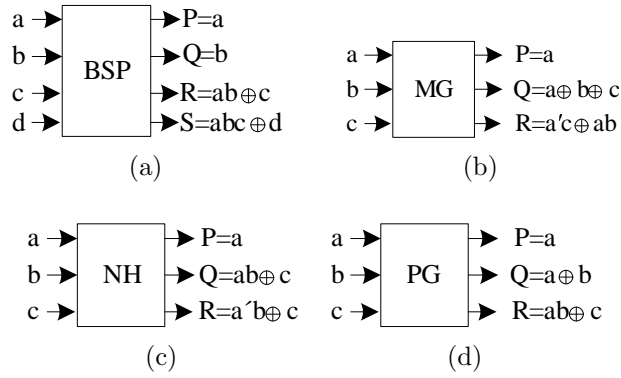 a P=a
b BSP Q=b
c R=ab⊕c
d S=abc⊕d
(a)
a P=a
b MG Q=a⊕b⊕c
c R=a'c⊕ab
(b)
a P=a
b NH Q=ab⊕c
c R=a´b⊕c
(c)
a P=a
b PG Q=a⊕b
c R=ab⊕c
(d)